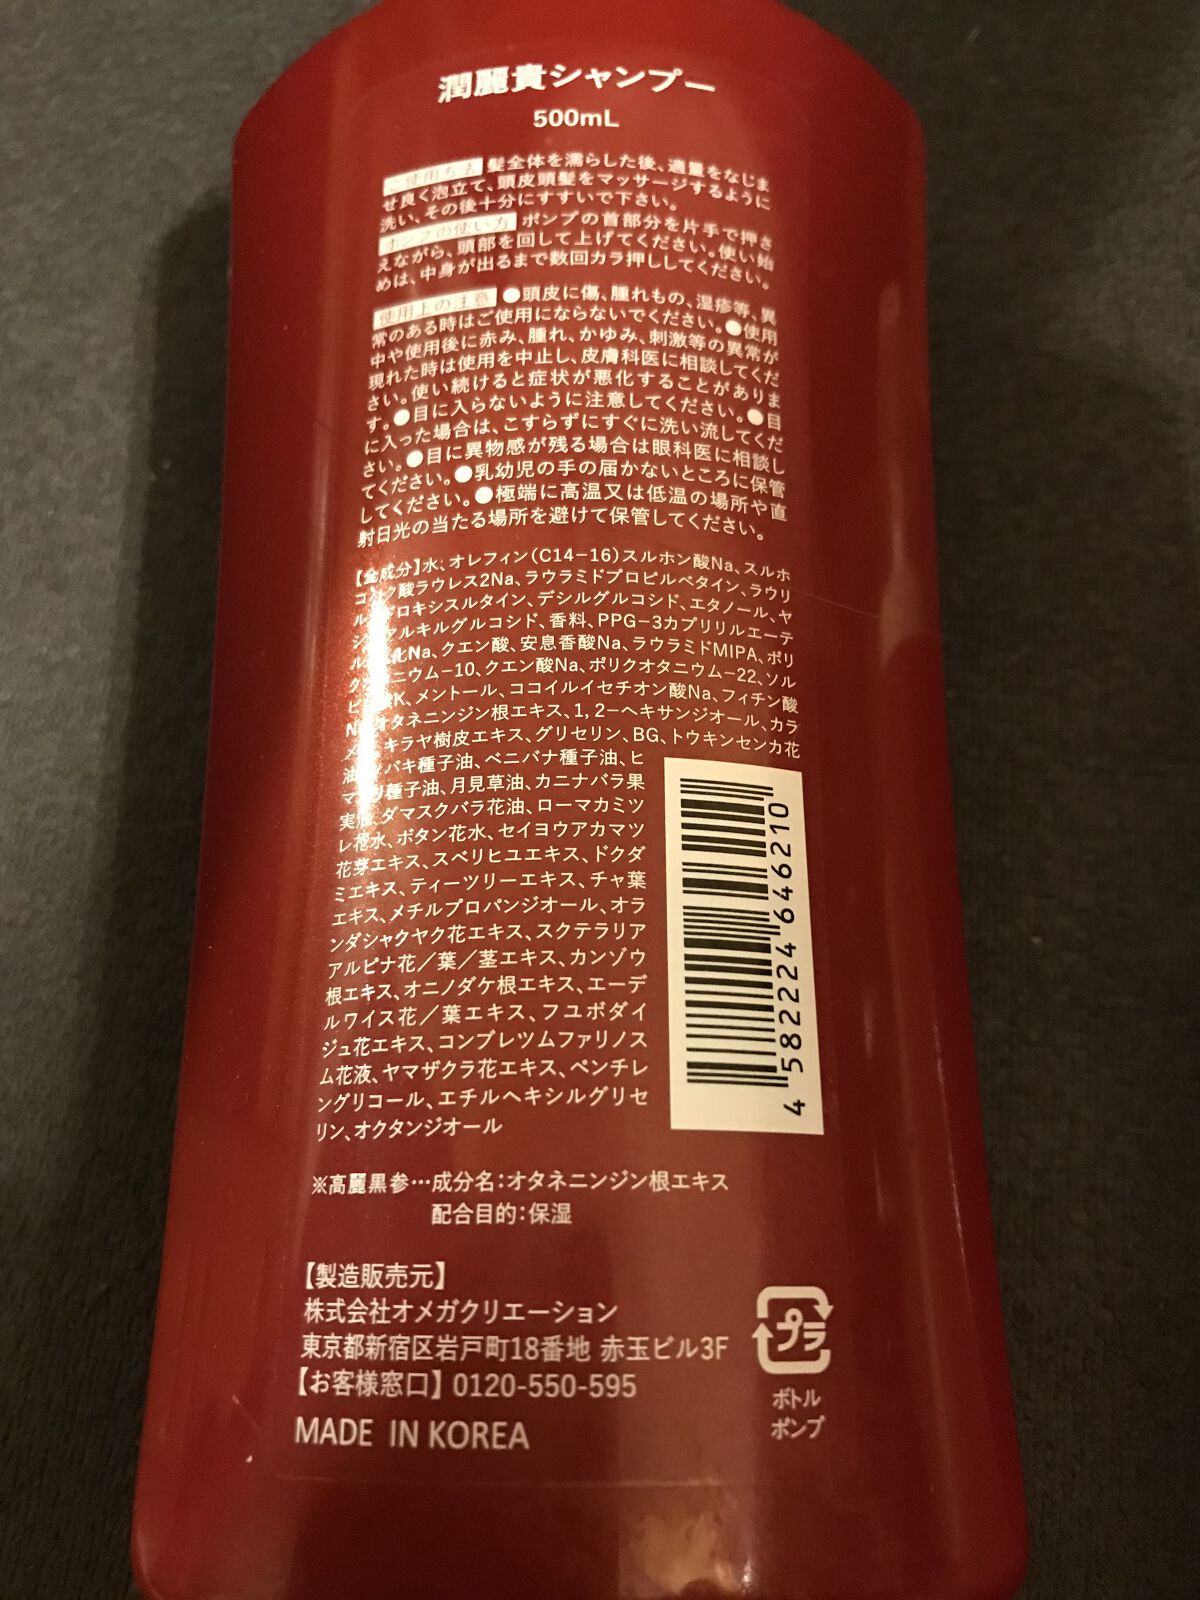 潤麗貴シャンプー
500mL
ご使用方法 髪全体を濡らした後、適量をなじま
せ良く泡立て、頭皮頭髪をマッサージするように
洗い、その後十分にすすいで下さい。
ポンプの使い方 ポンプの首部分を片手で押さ
えながら、頭部を回して上げてください。使い始
めは、中身が出るまで数回カラ押ししてください。
使用上の注意 ●頭皮に傷、腫れもの、湿疹等、異
常のある時はご使用にならないでください。●使用
中や使用後に赤み、腫れ、かゆみ、刺激等の異常が
現れた時は使用を中止し、皮膚科医に相談してくだ
さい。使い続けると症状が悪化することがありま
す。●目に入らないように注意してください。●目
に入った場合は、こすらずにすぐに洗い流してくだ
さい。●目に異物感が残る場合は眼科医に相談し
てください。●乳幼児の手の届かないところに保管
してください。●極端に高温又は低温の場所や直
射日光の当たる場所を避けて保管してください。
【全成分】水、オレフィン(C14-16)スルホン酸Na、スルホ
コハク酸ラウレス2Na、ラウラミドプロピルベタイン、ラウリ
ルヒドロキシスルタイン、デシルグルコシド、エタノール、ヤ
シ アルキルグルコシド、香料、PPG-3カプリリルエーテ
ル 化Na、クエン酸、安息香酸Na、ラウラミドMIPA、ポリ
ク ニウム-10、クエン酸Na、ポリクオタニウム-22、ソル
ビ K、メントール、ココイルイセチオン酸Na、フィチン酸
N オタネニンジン根エキス、1,2-ヘキサンジオール、カラ
メ キラヤ樹皮エキス、グリセリン、BG、トウキンセンカ花
油、 バキ種子油、ベニバナ種子油、ヒ
マ 種子油、月見草油、カニナバラ果
実油、ダマスクバラ花油、ローマカミツ
レ花水、ボタン花水、セイヨウアカマツ
花芽エキス、スベリヒユエキス、ドクダ
ミエキス、ティーツリーエキス、チャ葉
エキス、メチルプロパンジオール、オラ
ンダシャクヤク花エキス、スクテラリア
アルピナ花/葉/茎エキス、カンゾウ
根エキス、オニノダケ根エキス、エーデ
ルワイス花/葉エキス、フユボダイ
ジュ花エキス、コンブレツムファリノス
ム花液、ヤマザクラ花エキス、ペンチレ
ングリコール、エチルヘキシルグリセ
リン、オクタンジオール
4582224646210
※高麗黒参…成分名:オタネニンジン根エキス
配合目的:保湿
【製造販売元】
株式会社オメガクリエーション
東京都新宿区岩戸町18番地 赤玉ビル3F
【お客様窓口】0120-550-595
MADE IN KOREA
プラ
ボトル
ポンプ